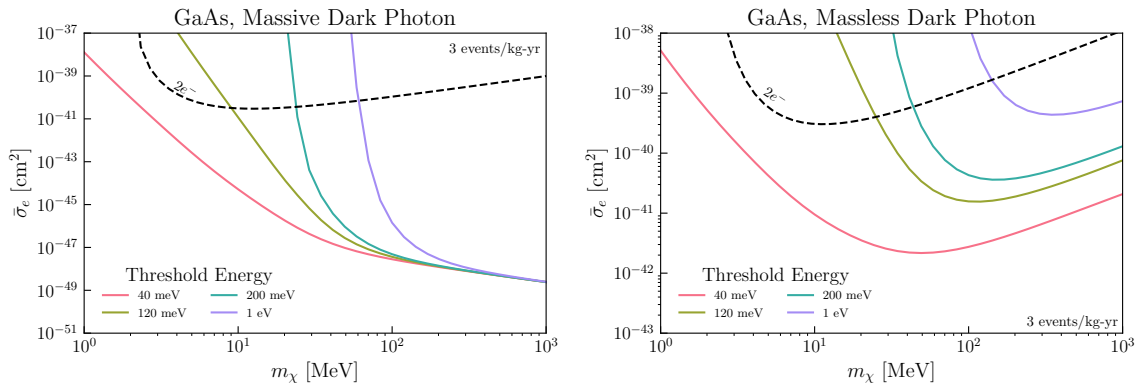 GaAs, Massive Dark Photon
3 events/kg-yr
2e⁻
10⁻³⁷
10⁻³⁹
10⁻⁴¹
10⁻⁴³
10⁻⁴⁵
10⁻⁴⁷
10⁻⁴⁹
10⁻⁵¹
σ̄ₑ [cm²]
Threshold Energy
40 meV
200 meV
120 meV
1 eV
10⁰
10¹
10²
10³
mᵪ [MeV]
GaAs, Massless Dark Photon
2e⁻
10⁻³⁸
10⁻³⁹
10⁻⁴⁰
10⁻⁴¹
10⁻⁴²
10⁻⁴³
σ̄ₑ [cm²]
Threshold Energy
40 meV
200 meV
120 meV
1 eV
3 events/kg-yr
10⁰
10¹
10²
10³
mᵪ [MeV]